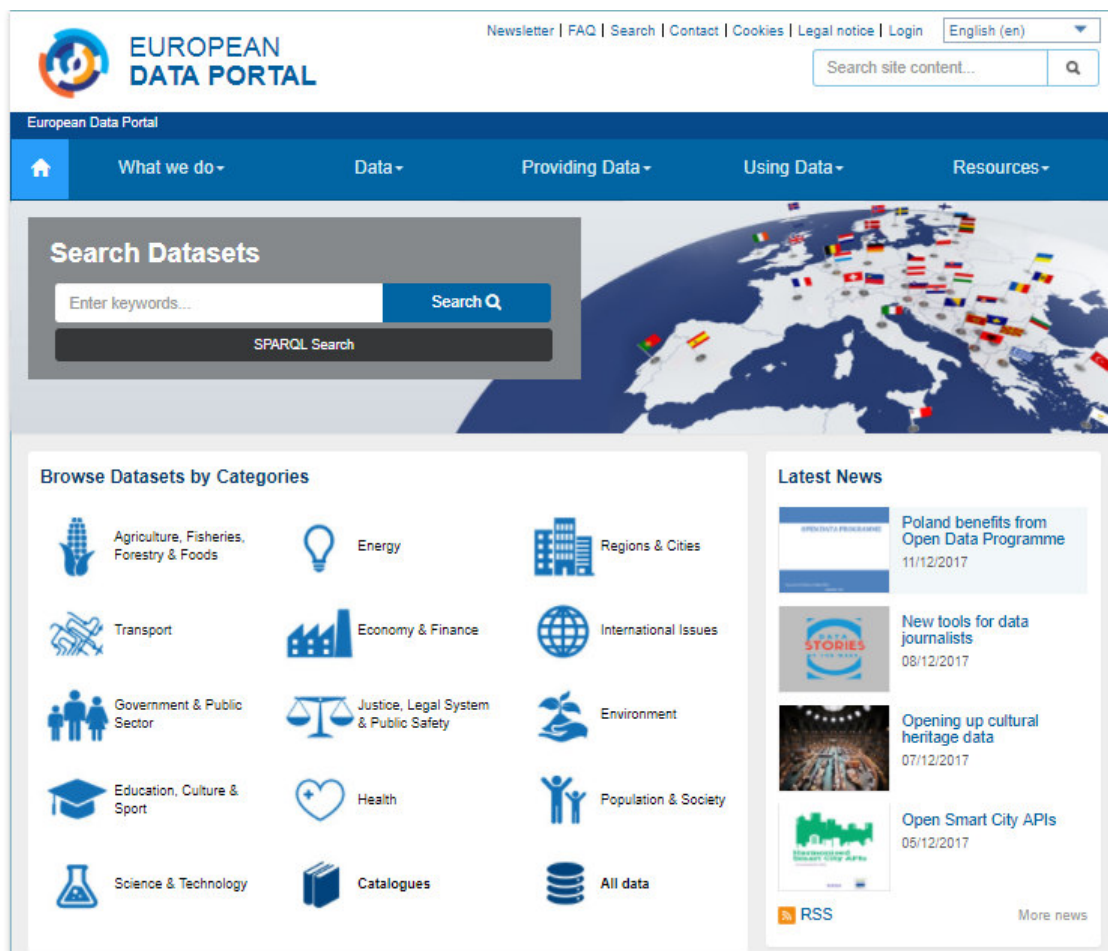 EUROPEAN
DATA PORTAL
Newsletter | FAQ | Search | Contact | Cookies | Legal notice | Login
English (en)
Search site content...
European Data Portal
What we do
Data
Providing Data
Using Data
Resources
Search Datasets
Enter keywords...
Search
SPARQL Search
Browse Datasets by Categories
Agriculture, Fisheries,
Forestry & Foods
Energy
Regions & Cities
Transport
Economy & Finance
International Issues
Government & Public
Sector
Justice, Legal System
& Public Safety
Environment
Education, Culture &
Sport
Health
Population & Society
Science & Technology
Catalogues
All data
Latest News
OPEN DATA PROGRAMME
Poland benefits from
Open Data Programme
11/12/2017
DATA
STORIES
New tools for data
journalists
08/12/2017
Opening up cultural
heritage data
07/12/2017
Harmonised
Smart City APIs
Open Smart City APIs
05/12/2017
RSS
More news